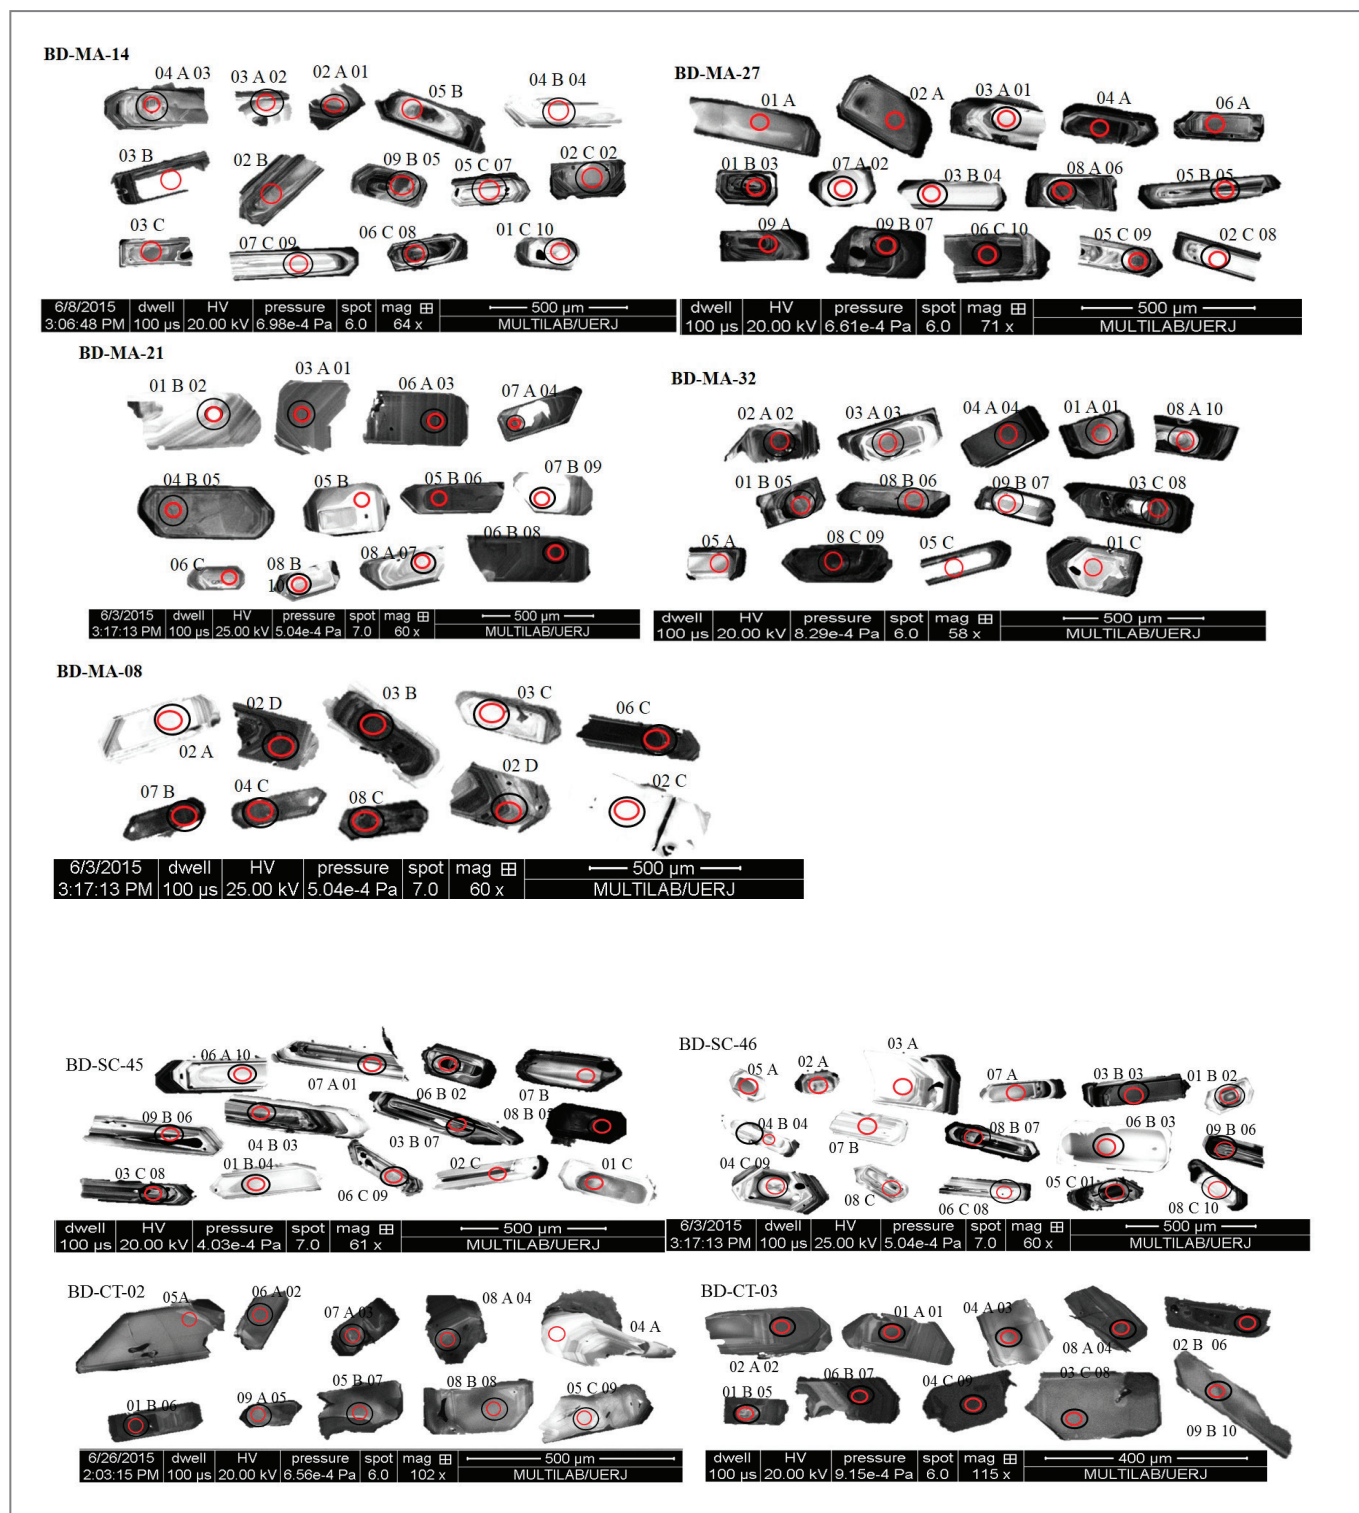 BD-MA-14
04 A 03
03 A 02
02 A 01
05 B
04 B 04
03 B
02 B
09 B 05
05 C 07
02 C 02
03 C
07 C 09
06 C 08
01 C 10
6/8/2015 dwell HV pressure spot mag 500 µm
3:06:48 PM 100 µs 20.00 kV 6.98e-4 Pa 6.0 64 x MULTILAB/UERJ
BD-MA-27
01 A
02 A
03 A 01
04 A
06 A
01 B 03
07 A 02
03 B 04
08 A 06
05 B 05
09 A
09 B 07
06 C 10
05 C 09
02 C 08
dwell HV pressure spot mag 500 µm
100 µs 20.00 kV 6.61e-4 Pa 6.0 71 x MULTILAB/UERJ
BD-MA-21
01 B 02
03 A 01
06 A 03
07 A 04
04 B 05
05 B
05 B 06
07 B 09
06 C
08 B
10
08 A 07
06 B 08
6/3/2015 dwell HV pressure spot mag 500 µm
3:17:13 PM 100 µs 25.00 kV 5.04e-4 Pa 7.0 60 x MULTILAB/UERJ
BD-MA-32
02 A 02
03 A 03
04 A 04
01 A 01
08 A 10
01 B 05
08 B 06
09 B 07
03 C 08
05 A
08 C 09
05 C
01 C
dwell HV pressure spot mag 500 µm
100 µs 20.00 kV 8.29e-4 Pa 6.0 58 x MULTILAB/UERJ
BD-MA-08
02 A
02 D
03 B
03 C
06 C
07 B
04 C
08 C
02 D
02 C
6/3/2015 dwell HV pressure spot mag 500 µm
3:17:13 PM 100 µs 25.00 kV 5.04e-4 Pa 7.0 60 x MULTILAB/UERJ
BD-SC-45
06 A 10
07 A 01
06 B 02
07 B
09 B 06
04 B 03
03 B 07
08 B 05
03 C 08
01 B 04
06 C 09
02 C
01 C
dwell HV pressure spot mag 500 µm
100 µs 20.00 kV 4.03e-4 Pa 7.0 61 x MULTILAB/UERJ
BD-SC-46
05 A
02 A
03 A
07 A
03 B 03
01 B 02
04 B 04
07 B
08 B 07
06 B 03
09 B 06
04 C 09
08 C
06 C 08
05 C 01
08 C 10
6/3/2015 dwell HV pressure spot mag 500 µm
3:17:13 PM 100 µs 25.00 kV 5.04e-4 Pa 7.0 60 x MULTILAB/UERJ
BD-CT-02
05A
06 A 02
07 A 03
08 A 04
04 A
01 B 06
09 A 05
05 B 07
08 B 08
05 C 09
6/26/2015 dwell HV pressure spot mag 500 µm
2:03:15 PM 100 µs 20.00 kV 6.56e-4 Pa 6.0 102 x MULTILAB/UERJ
BD-CT-03
02 A 02
01 A 01
04 A 03
08 A 04
02 B 06
01 B 05
06 B 07
04 C 09
03 C 08
09 B 10
dwell HV pressure spot mag 400 µm
100 µs 20.00 kV 9.15e-4 Pa 6.0 115 x MULTILAB/UERJ